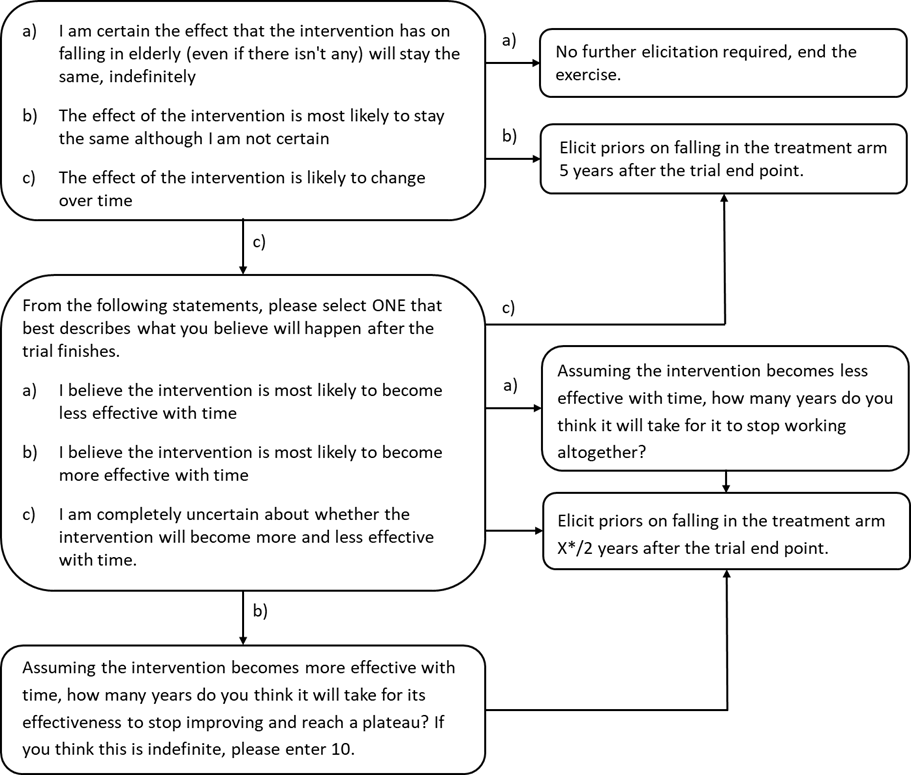 a) I am certain the effect that the intervention has on
falling in elderly (even if there isn't any) will stay the
same, indefinitely
b) The effect of the intervention is most likely to stay
the same although I am not certain
c) The effect of the intervention is likely to change
over time
a)
No further elicitation required, end the
exercise.
b)
Elicit priors on falling in the treatment arm
5 years after the trial end point.
c)
From the following statements, please select ONE that
best describes what you believe will happen after the
trial finishes.
a) I believe the intervention is most likely to become
less effective with time
b) I believe the intervention is most likely to become
more effective with time
c) I am completely uncertain about whether the
intervention will become more and less effective
with time.
c)
a)
Assuming the intervention becomes less
effective with time, how many years do you
think it will take for it to stop working
altogether?
Elicit priors on falling in the treatment arm
X*/2 years after the trial end point.
b)
Assuming the intervention becomes more effective with
time, how many years do you think it will take for its
effectiveness to stop improving and reach a plateau? If
you think this is indefinite, please enter 10.